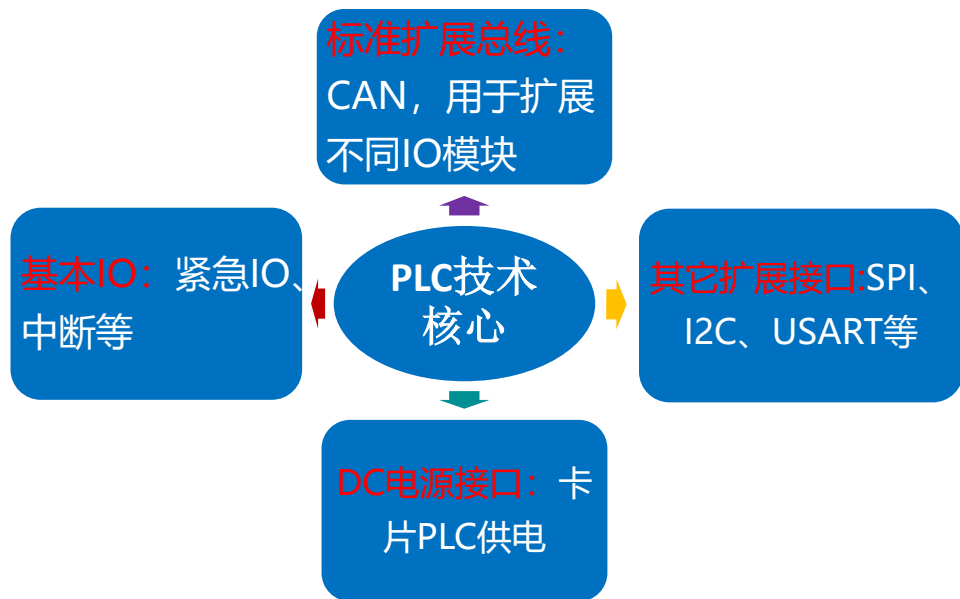 标准扩展总线：
CAN，用于扩展
不同IO模块
基本IO：紧急IO、
中断等
PLC技术
核心
其它扩展接口:SPI、
I2C、USART等
DC电源接口：卡
片PLC供电